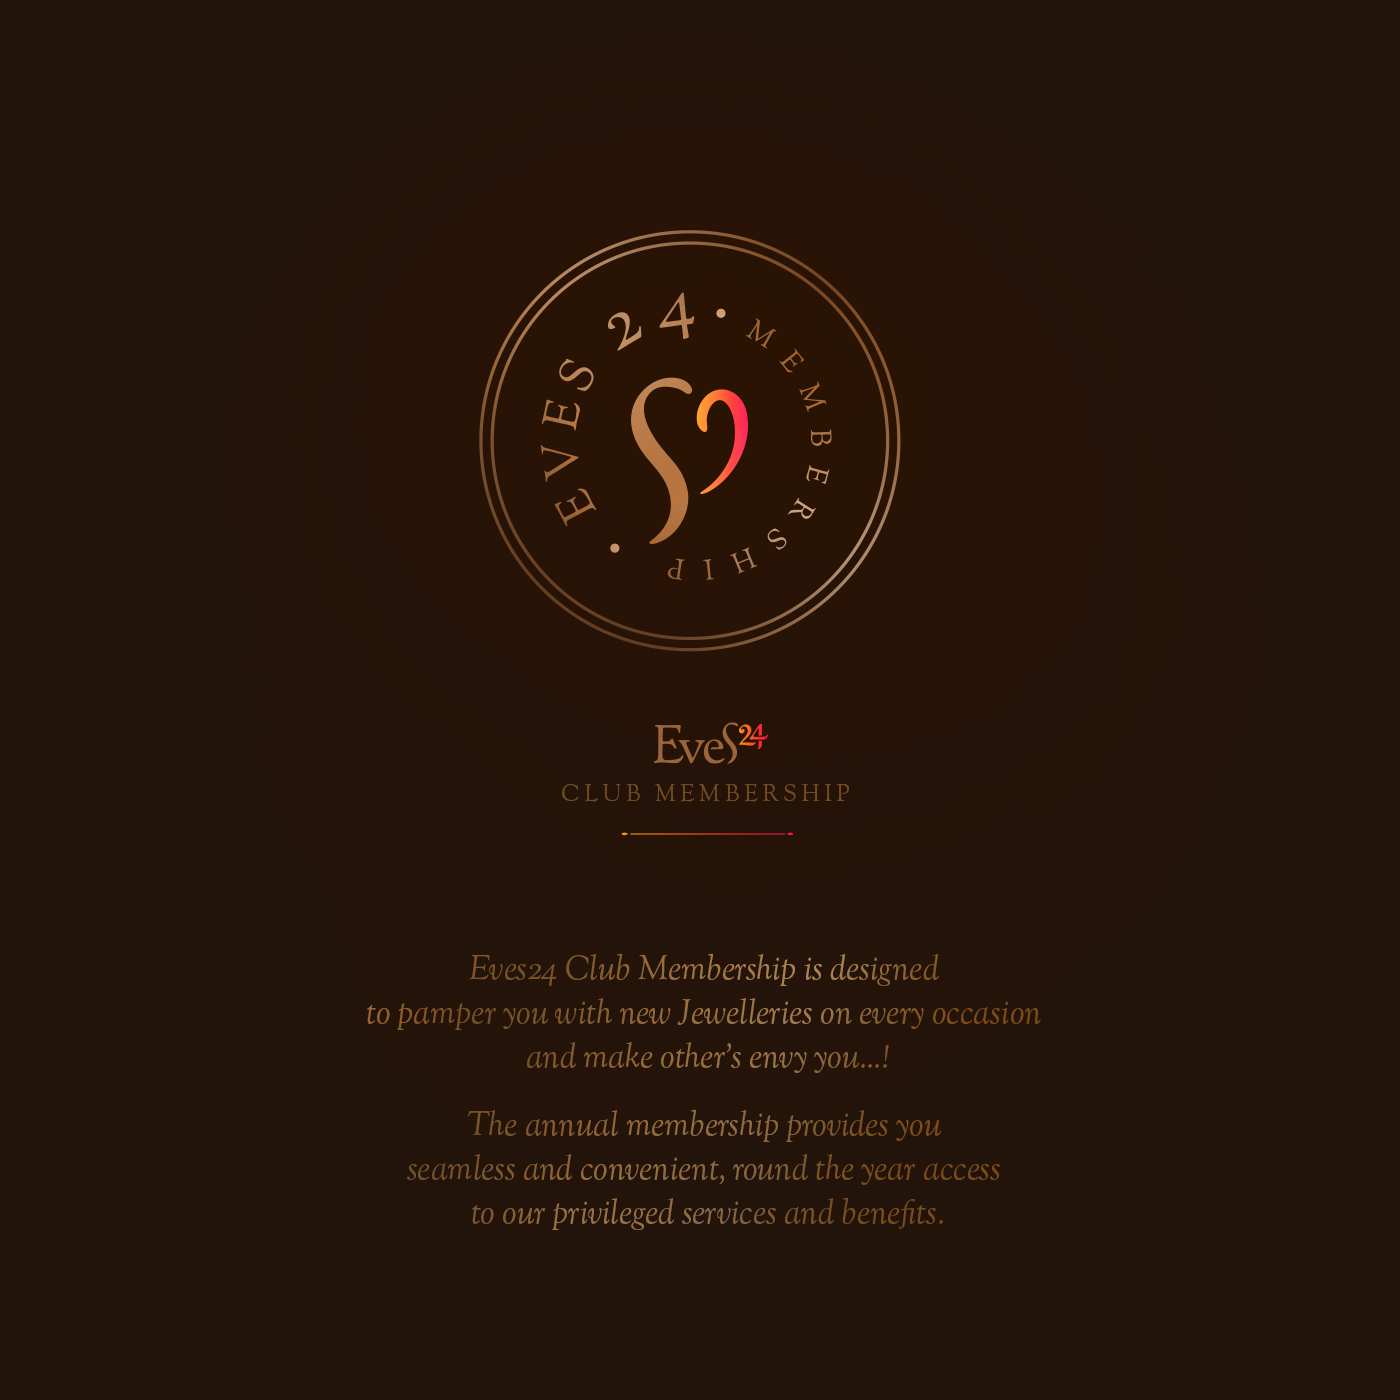 EVES 24 • MEMBERSHIP •
EveS24
CLUB MEMBERSHIP
Eves24 Club Membership is designed
to pamper you with new Jewelleries on every occasion
and make other’s envy you...!
The annual membership provides you
seamless and convenient, round the year access
to our privileged services and benefits.